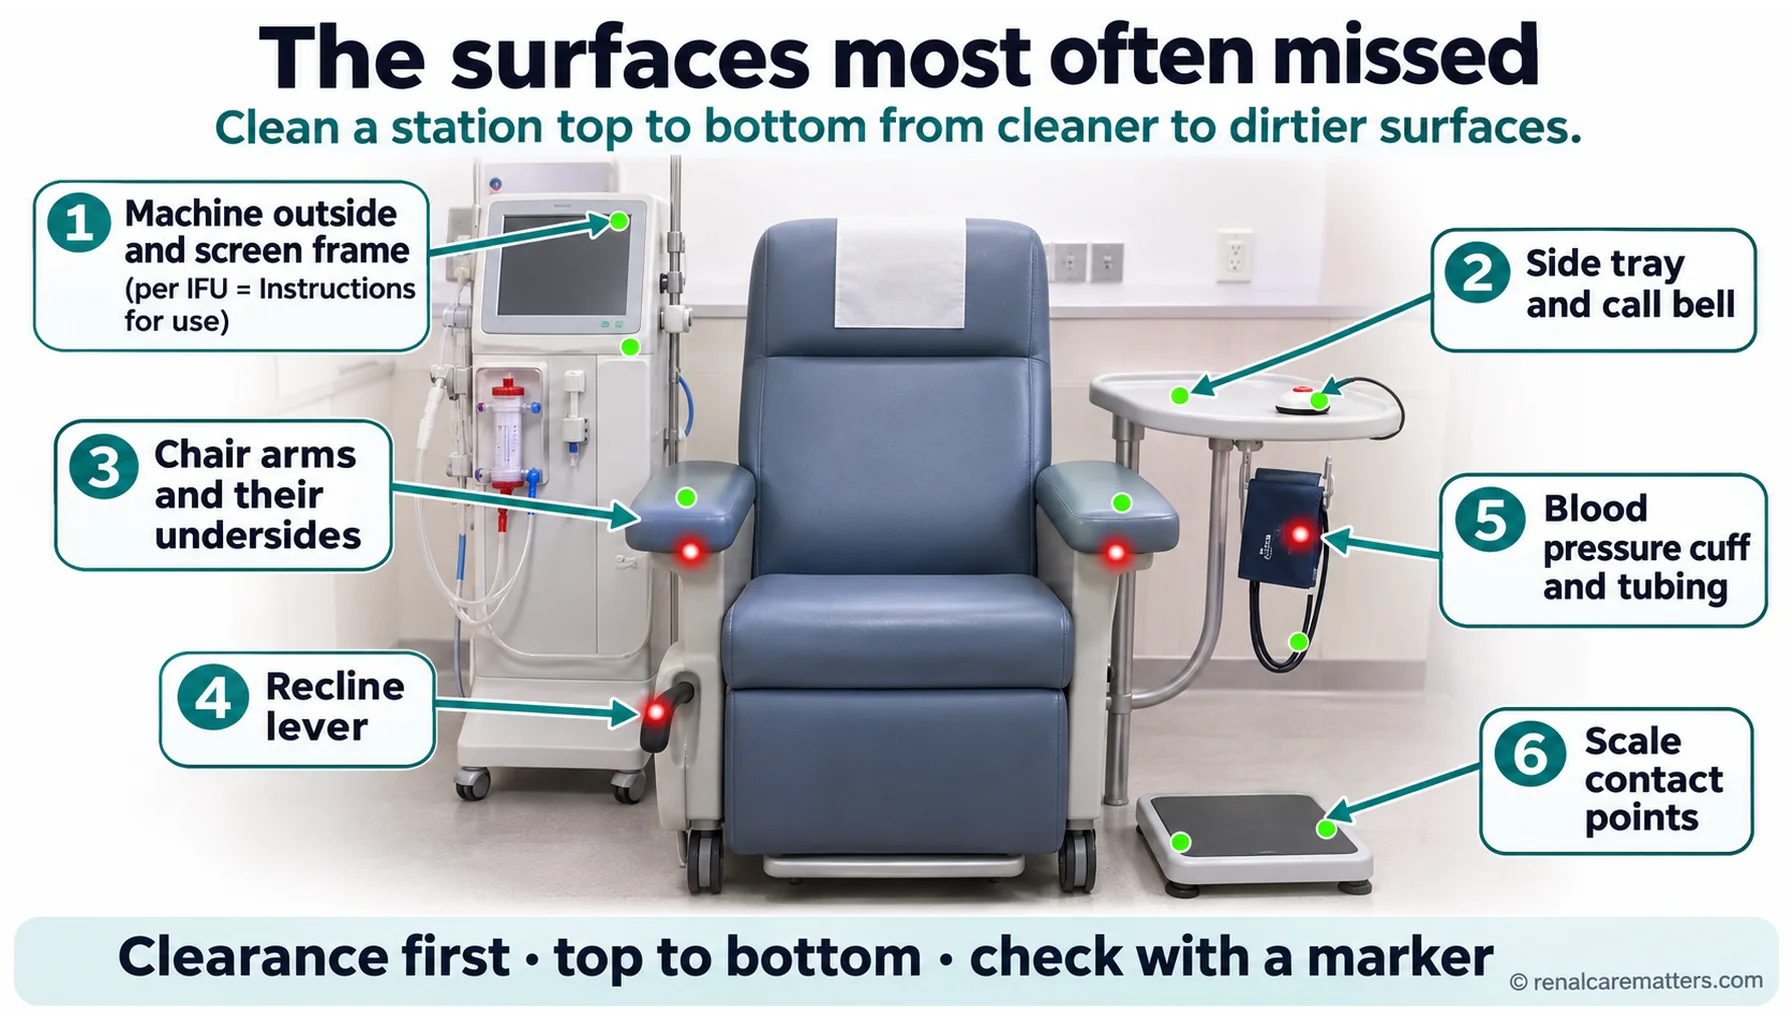 The surfaces most often missed
Clean a station top to bottom from cleaner to dirtier surfaces.
1
Machine outside
and screen frame
(per IFU = Instructions
for use)
2
Side tray
and call bell
3
Chair arms
and their
undersides
4
Recline
lever
5
Blood
pressure cuff
and tubing
6
Scale
contact
points
Clearance first · top to bottom · check with a marker
© renalcarematters.com